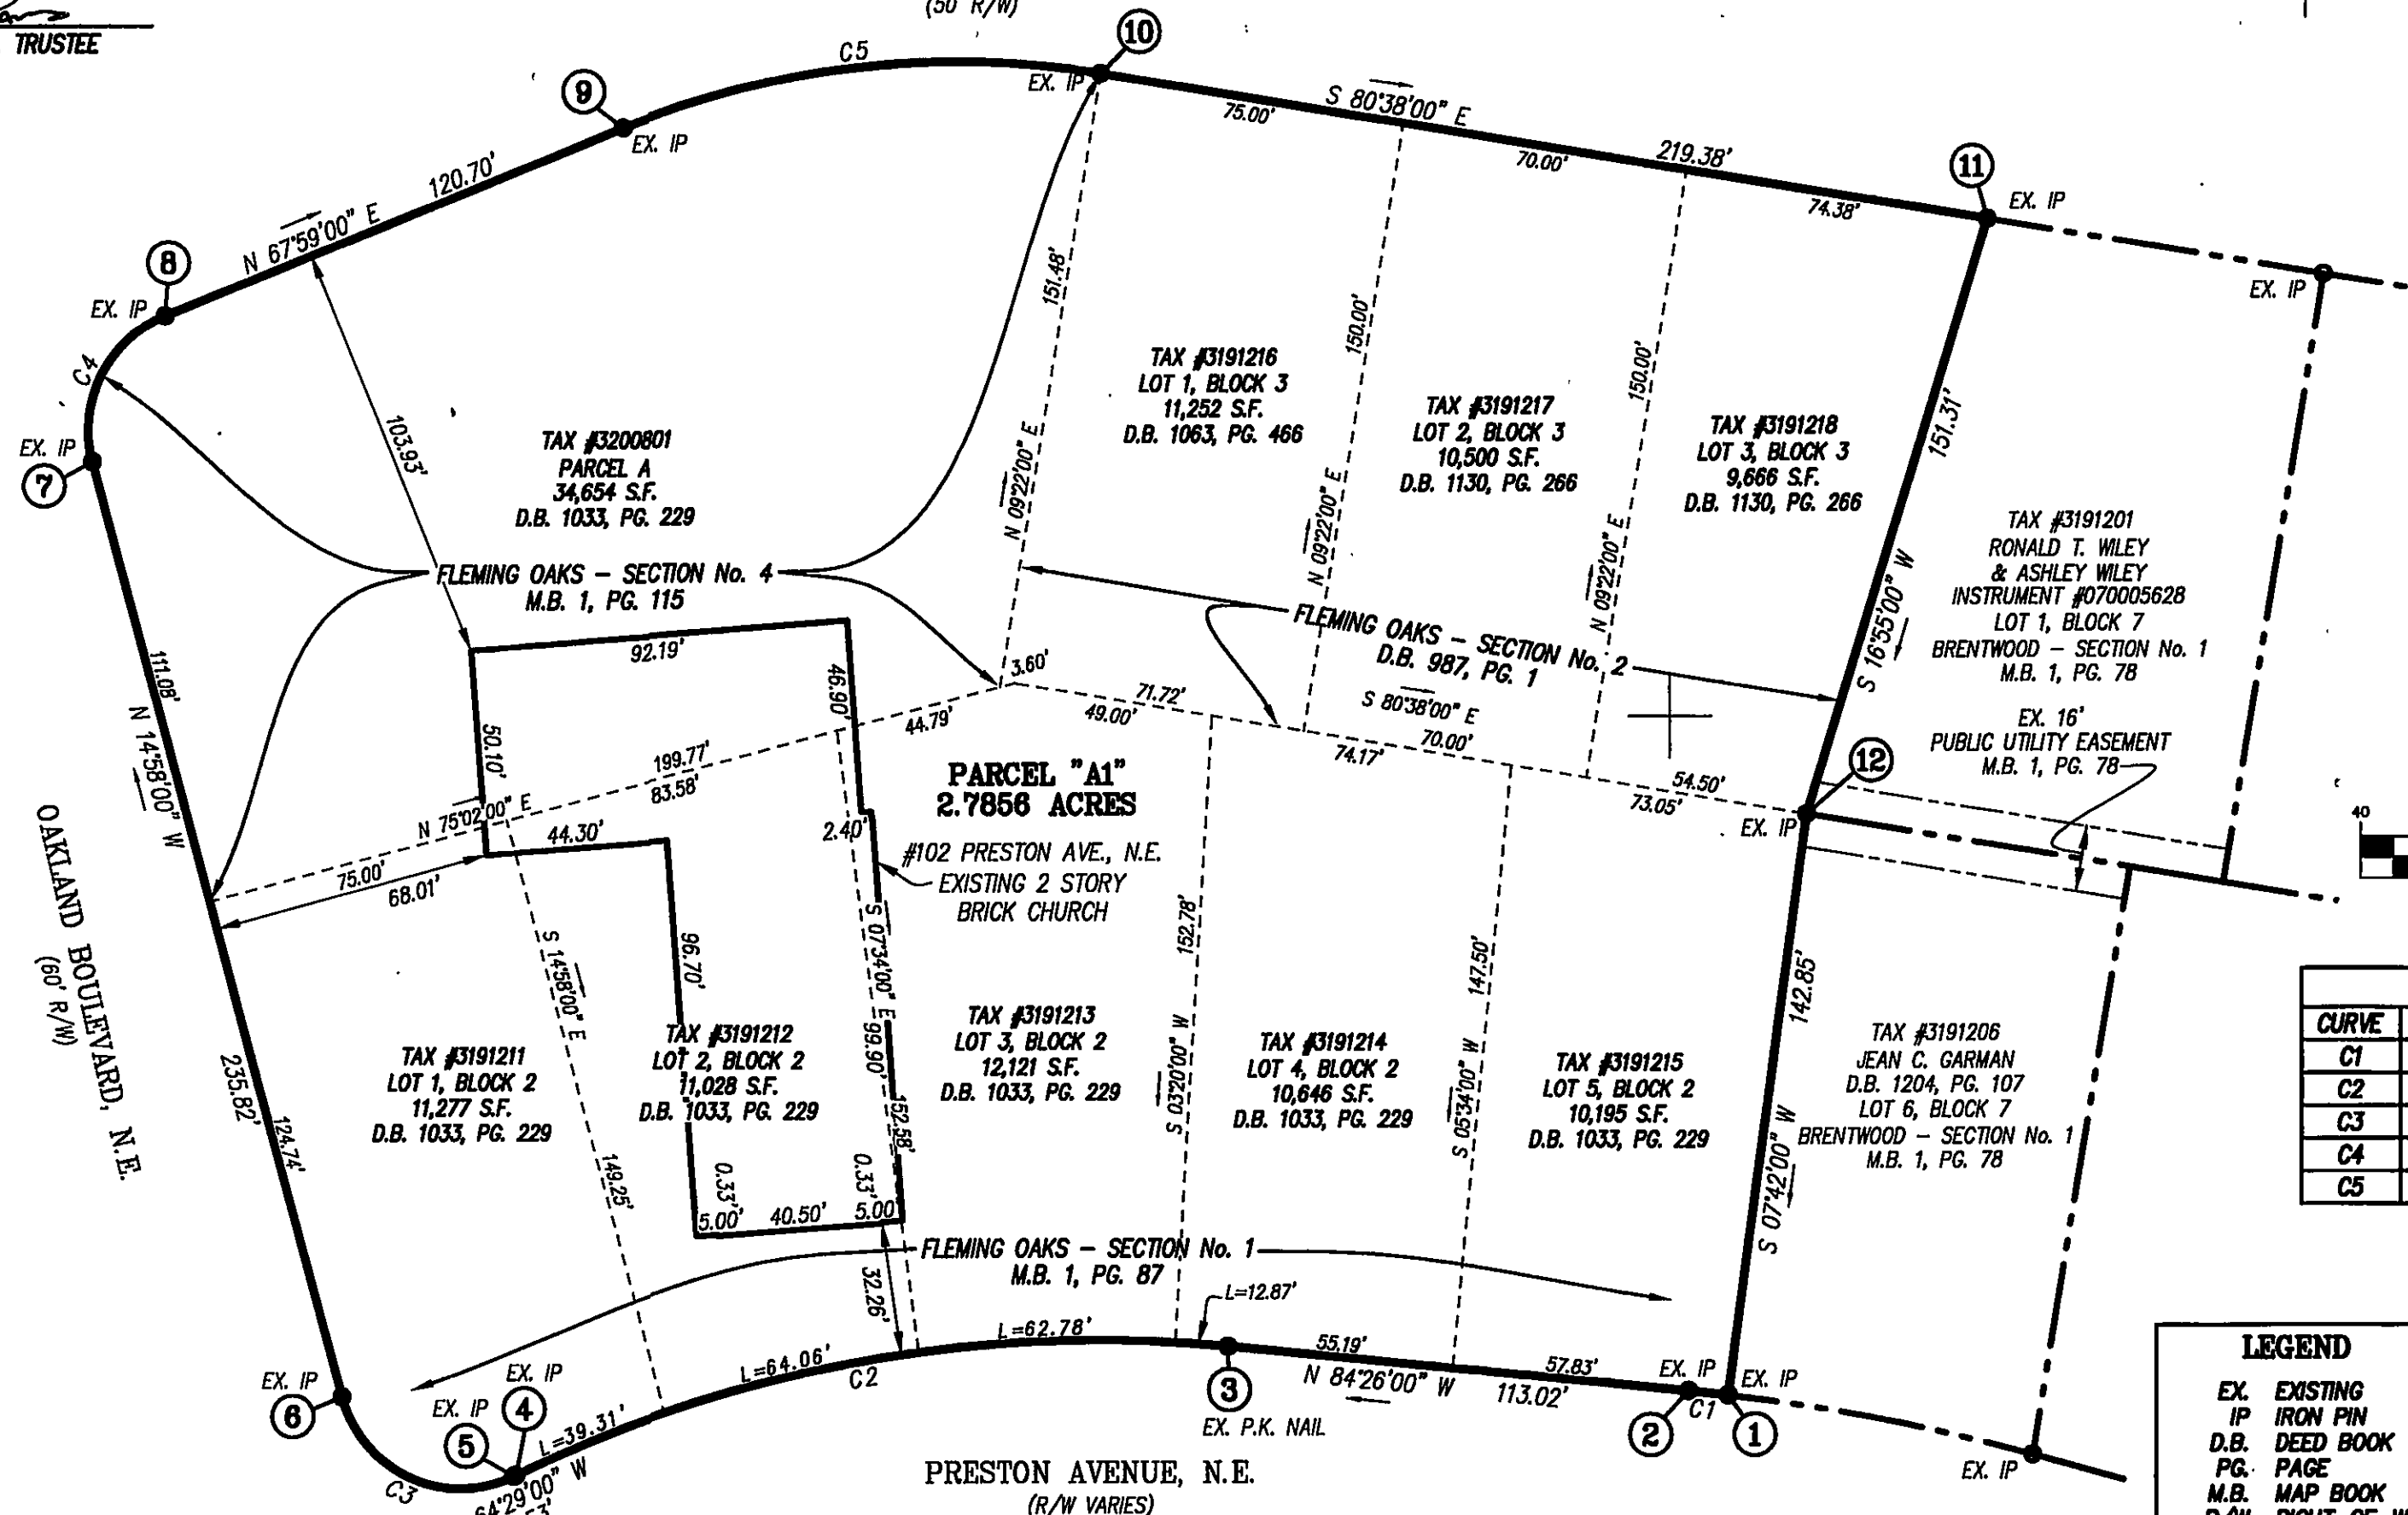 TRUSTEE
(50' R/W)
10
C5
EX. IP
9
EX. IP
S 80°38'00" E
75.00'
70.00'
219.38'
74.38'
11
EX. IP
EX. IP
120.70'
N 67°59'00" E
8
EX. IP
C4
EX. IP
7
103.93'
TAX #3200801
PARCEL A
34,654 S.F.
D.B. 1033, PG. 229
FLEMING OAKS - SECTION No. 4
M.B. 1, PG. 115
151.48'
N 09°22'00" E
TAX #3191216
LOT 1, BLOCK 3
11,252 S.F.
D.B. 1063, PG. 466
150.00'
N 09°22'00" E
TAX #3191217
LOT 2, BLOCK 3
10,500 S.F.
D.B. 1130, PG. 266
150.00'
N 09°22'00" E
TAX #3191218
LOT 3, BLOCK 3
9,666 S.F.
D.B. 1130, PG. 266
151.31'
S 16°55'00" W
TAX #3191201
RONALD T. WILEY
& ASHLEY WILEY
INSTRUMENT #070005628
LOT 1, BLOCK 7
BRENTWOOD - SECTION No. 1
M.B. 1, PG. 78
EX. 16'
PUBLIC UTILITY EASEMENT
M.B. 1, PG. 78
FLEMING OAKS - SECTION No. 2
D.B. 987, PG. 1
92.19'
46.90'
50.10'
3.60'
44.79'
71.72'
49.00'
S 80°38'00" E
74.17'
70.00'
54.50'
73.05'
12
EX. IP
40
111.08'
N 14°58'00" W
199.77'
83.58'
N 75°02'00" E
44.30'
75.00'
68.01'
2.40'
PARCEL "A1"
2.7856 ACRES
#102 PRESTON AVE., N.E.
EXISTING 2 STORY
BRICK CHURCH
OAKLAND BOULEVARD, N.E.
(60' R/W)
235.82'
124.74'
S 14°58'00" E
149.25'
96.70'
S 07°34'00" E
99.90'
152.58'
152.78'
S 03°20'00" W
147.50'
S 05°34'00" W
142.85'
S 07°42'00" W
TAX #3191211
LOT 1, BLOCK 2
11,277 S.F.
D.B. 1033, PG. 229
TAX #3191212
LOT 2, BLOCK 2
11,028 S.F.
D.B. 1033, PG. 229
TAX #3191213
LOT 3, BLOCK 2
12,121 S.F.
D.B. 1033, PG. 229
TAX #3191214
LOT 4, BLOCK 2
10,646 S.F.
D.B. 1033, PG. 229
TAX #3191215
LOT 5, BLOCK 2
10,195 S.F.
D.B. 1033, PG. 229
TAX #3191206
JEAN C. GARMAN
D.B. 1204, PG. 107
LOT 6, BLOCK 7
BRENTWOOD - SECTION No. 1
M.B. 1, PG. 78
CURVE
C1
C2
C3
C4
C5
0.33'
5.00'
40.50'
0.33'
5.00'
32.26'
FLEMING OAKS - SECTION No. 1
M.B. 1, PG. 87
L=12.87'
L=62.78'
L=64.06'
C2
L=39.31'
EX. IP
6
EX. IP
4
EX. IP
5
C3
64°29'00" W
3
EX. P.K. NAIL
55.19'
N 84°26'00" W
57.83'
113.02'
EX. IP
EX. IP
C1
2
1
EX. IP
PRESTON AVENUE, N.E.
(R/W VARIES)
LEGEND
EX. EXISTING
IP IRON PIN
D.B. DEED BOOK
PG. PAGE
M.B. MAP BOOK